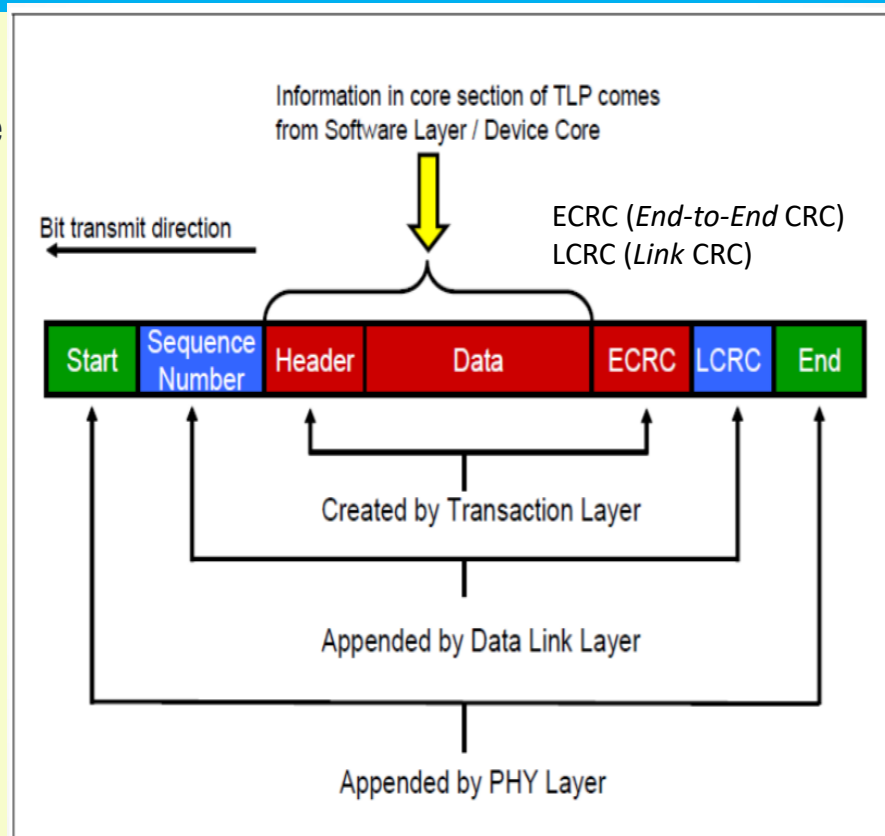 e
Information in core section of TLP comes
from Software Layer / Device Core
ECRC (End-to-End CRC)
LCRC (Link CRC)
Bit transmit direction
Start
Sequence
Number
Header
Data
ECRC
LCRC
End
Created by Transaction Layer
Appended by Data Link Layer
Appended by PHY Layer